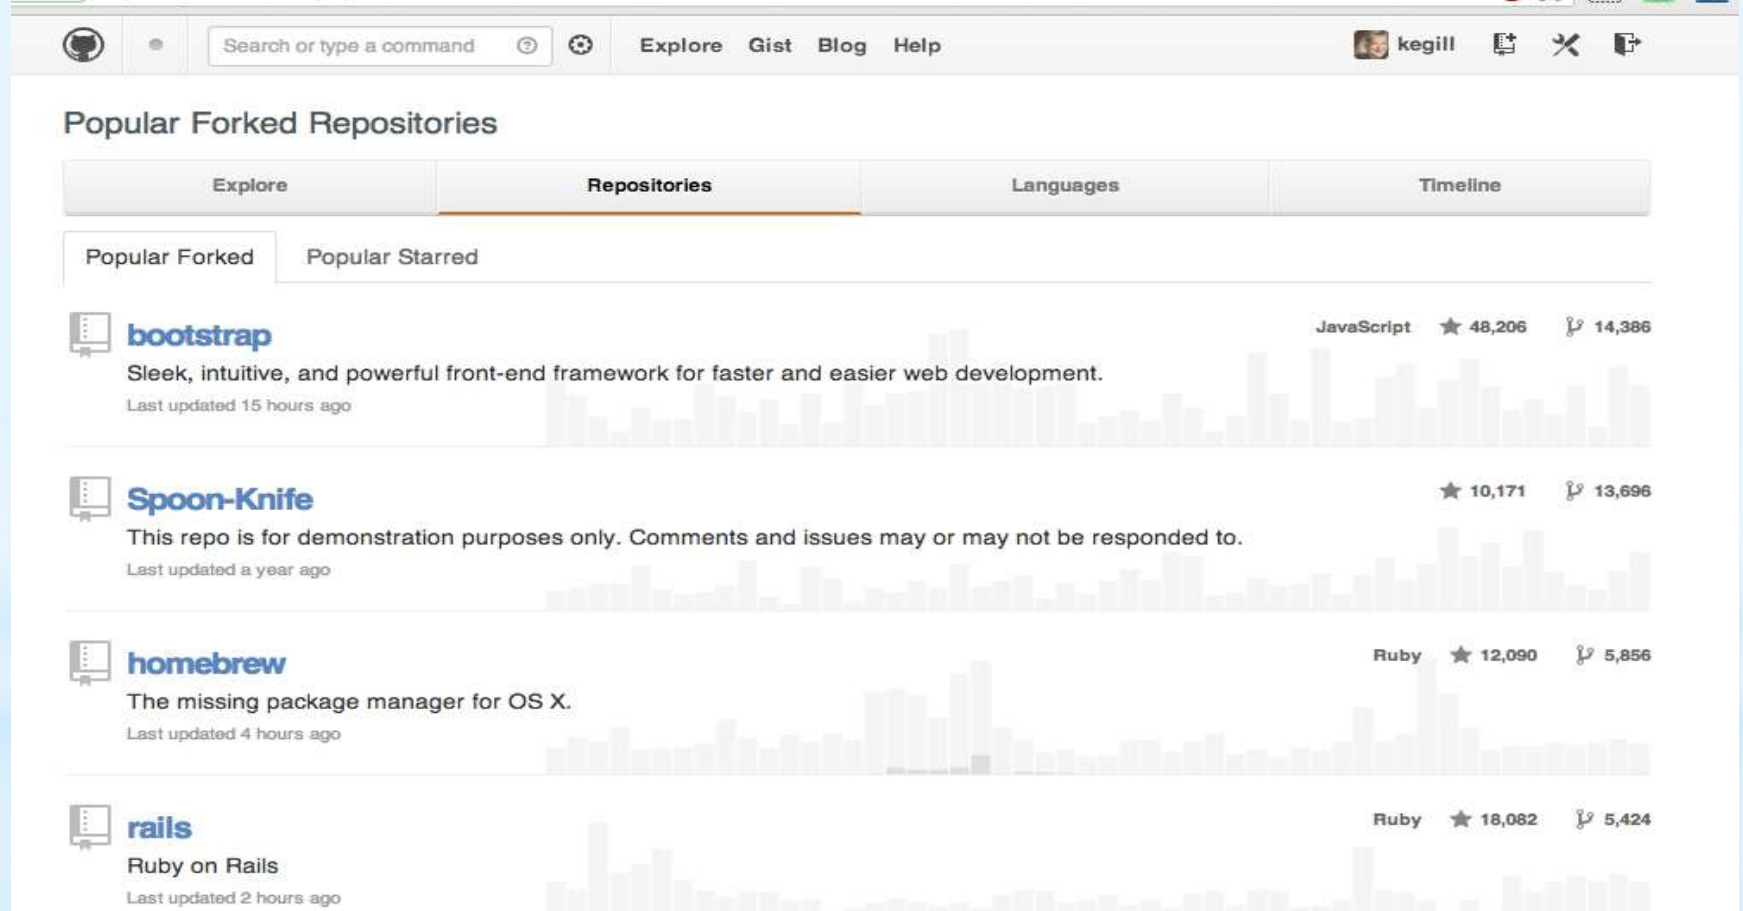 Search or type a command
Explore Gist Blog Help
kegill
Popular Forked Repositories
Explore Repositories Languages Timeline
Popular Forked Popular Starred
bootstrap JavaScript 48,206 14,386
Sleek, intuitive, and powerful front-end framework for faster and easier web development.
Last updated 15 hours ago
Spoon-Knife 10,171 13,696
This repo is for demonstration purposes only. Comments and issues may or may not be responded to.
Last updated a year ago
homebrew Ruby 12,090 5,856
The missing package manager for OS X.
Last updated 4 hours ago
rails Ruby 18,082 5,424
Ruby on Rails
Last updated 2 hours ago